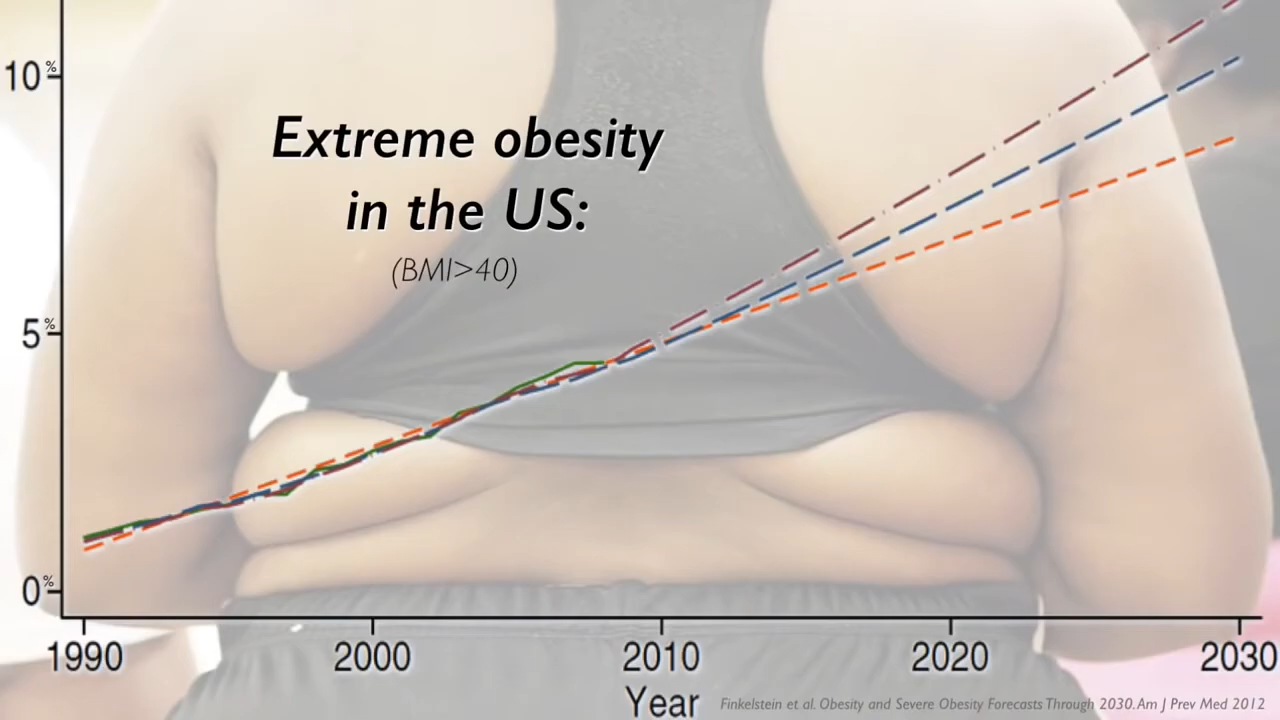 10%
Extreme obesity
in the US:
(BMI>40)
5%
0%
1990 2000 2010 2020 2030
Year
Finkelstein et al. Obesity and Severe Obesity Forecasts Through 2030. Am J Prev Med 2012